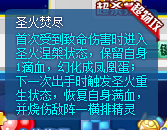 圣火焚尽
首次受到致命伤害时进入
圣火涅槃状态，保留自身
1滴血，幻化成凤凰蛋；
下一次出手时触发圣火重
生状态，恢复自身满血，
并烧伤敌阵一横排精灵